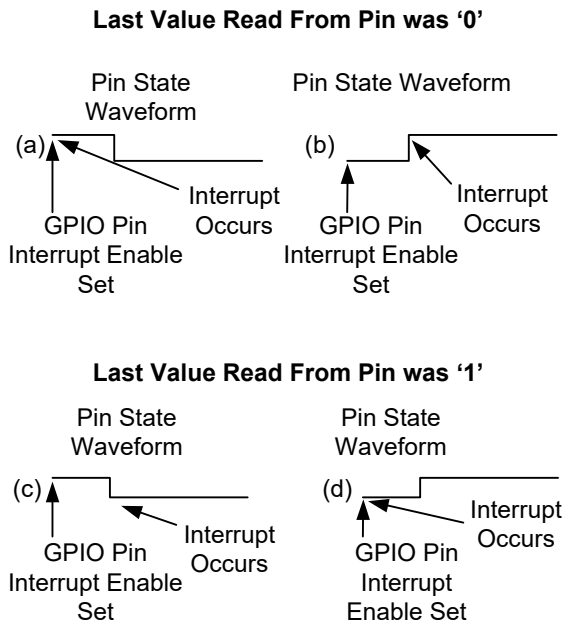 Last Value Read From Pin was ‘0’
Pin State
Waveform
(a)
Interrupt
Occurs
GPIO Pin
Interrupt Enable
Set
Pin State Waveform
(b)
Interrupt
Occurs
GPIO Pin
Interrupt Enable
Set
Last Value Read From Pin was ‘1’
Pin State
Waveform
(c)
Interrupt
Occurs
GPIO Pin
Interrupt Enable
Set
Pin State
Waveform
(d)
Interrupt
Occurs
GPIO Pin
Interrupt
Enable Set